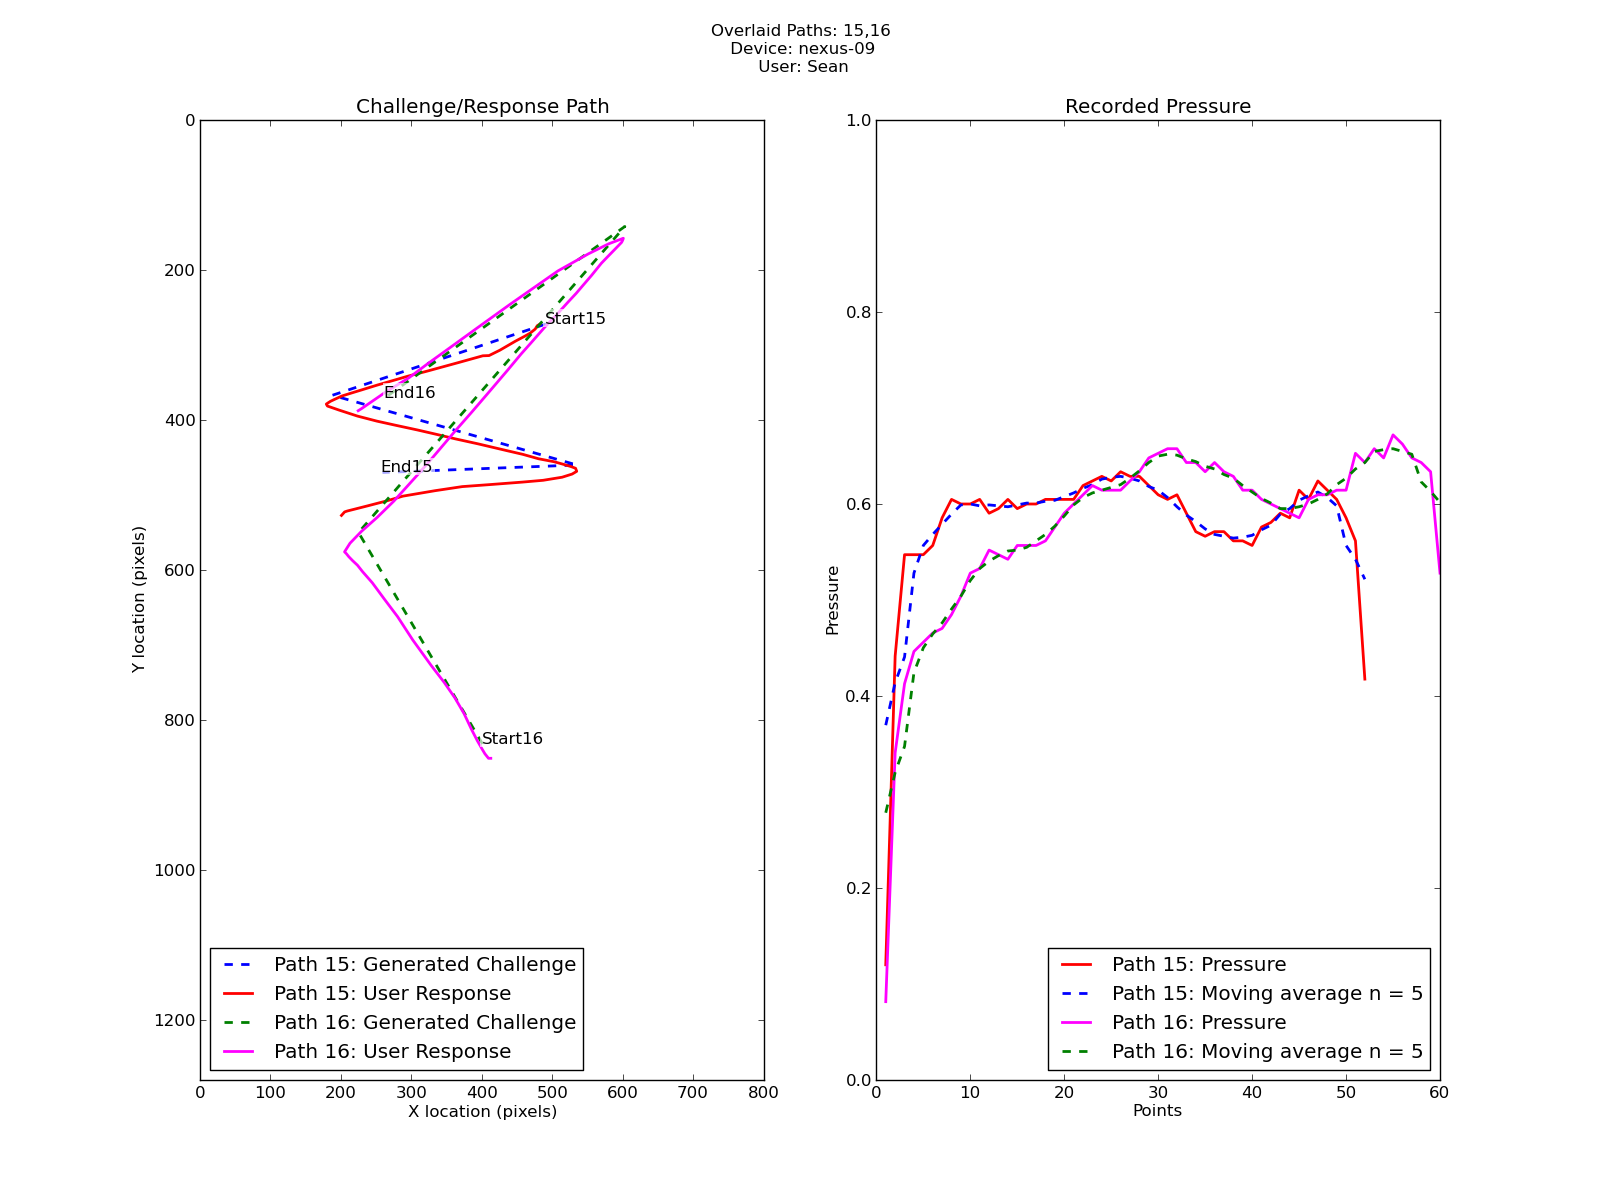 Overlaid Paths: 15,16
Device: nexus-09
User: Sean
Challenge/Response Path
0
200
400
600
800
1000
1200
Y location (pixels)
Start15
End16
End15
Start16
Path 15: Generated Challenge
Path 15: User Response
Path 16: Generated Challenge
Path 16: User Response
0 100 200 300 400 500 600 700 800
X location (pixels)
Recorded Pressure
1.0
0.8
0.6
0.4
0.2
0.0
Pressure
Path 15: Pressure
Path 15: Moving average n = 5
Path 16: Pressure
Path 16: Moving average n = 5
0 10 20 30 40 50 60
Points